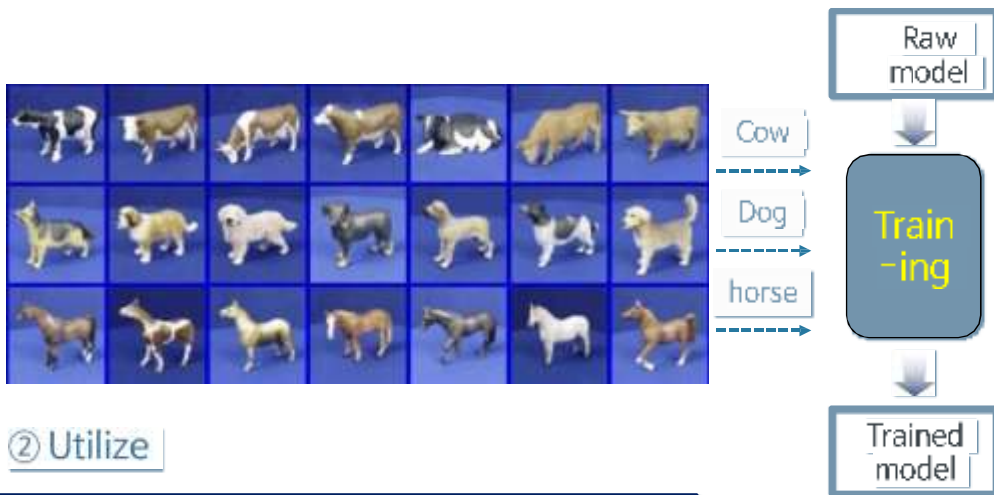 Raw
model
Cow
Dog
horse
Train
-ing
Trained
model
② Utilize